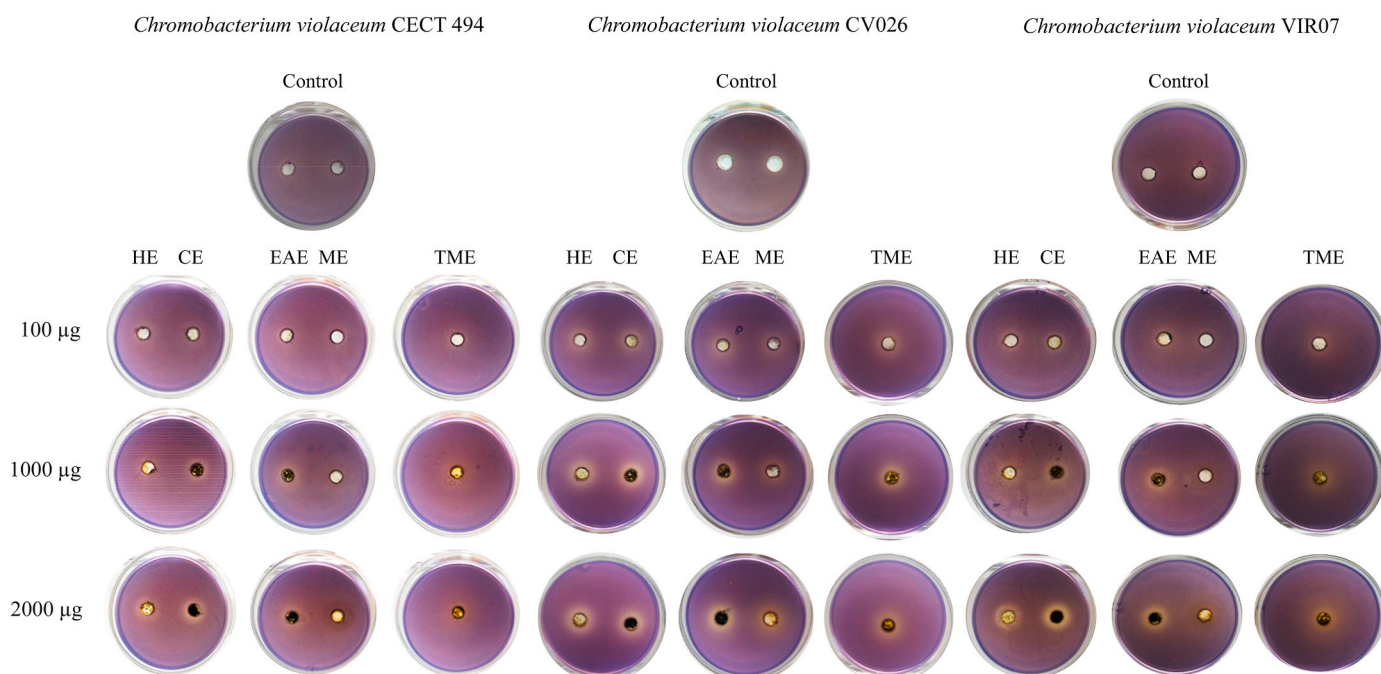 Chromobacterium violaceum CECT 494 Chromobacterium violaceum CV026 Chromobacterium violaceum VIR07
Control Control Control
HE CE EAE ME TME HE CE EAE ME TME HE CE EAE ME TME
100 µg
1000 µg
2000 µg